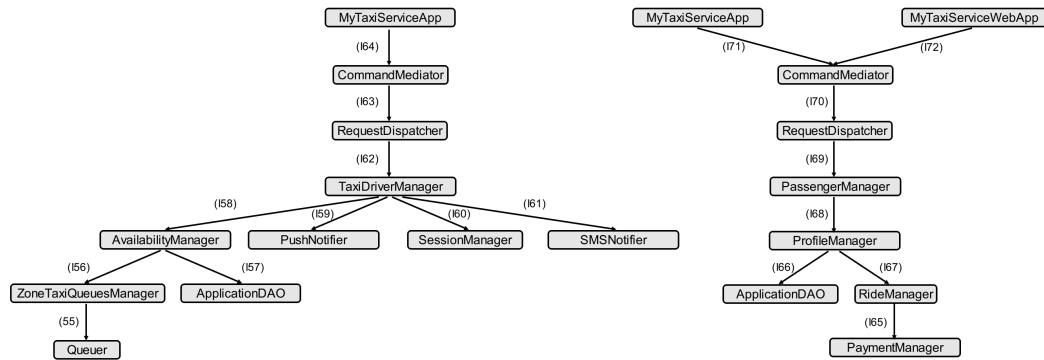 MyTaxiServiceApp MyTaxiServiceApp MyTaxiServiceWebApp
(I64) (I71) (I72)
CommandMediator CommandMediator
(I63) (I70)
RequestDispatcher RequestDispatcher
(I62) (I69)
TaxiDriverManager PassengerManager
(I58) (I59) (I60) (I61) (I68)
AvailabilityManager PushNotifier SessionManager SMSNotifier ProfileManager
(I56) (I57) (I66) (I67)
ZoneTaxiQueuesManager ApplicationDAO ApplicationDAO RideManager
(55) (I65)
Queuer PaymentManager